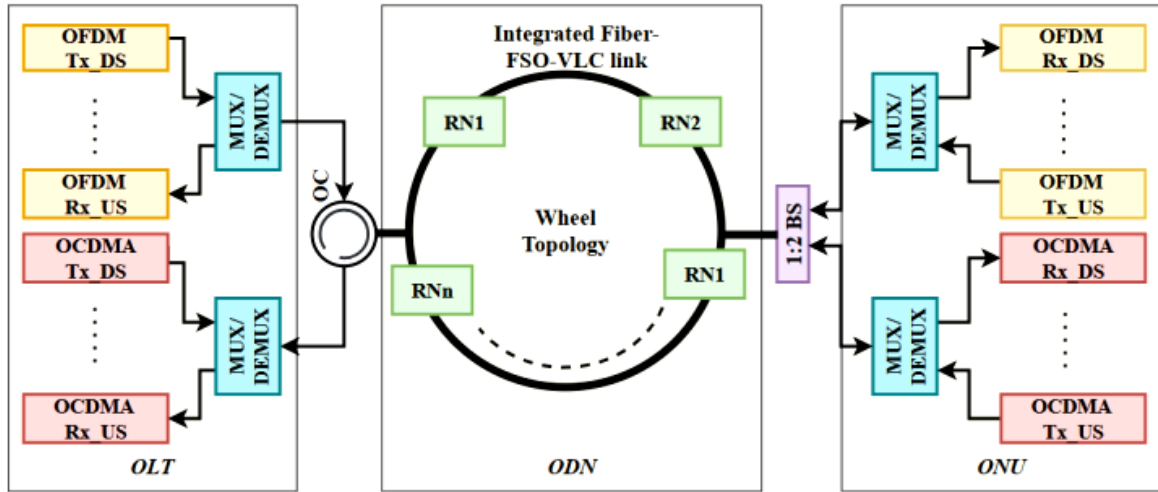 OFDM
Tx_DS
MUX/
DEMUX
OFDM
Rx_US
OCDMA
Tx_DS
MUX/
DEMUX
OCDMA
Rx_US
OLT
OC
Integrated Fiber-
FSO-VLC link
RN1
RN2
Wheel
Topology
RNn
RN1
ODN
1:2 BS
MUX/
DEMUX
OFDM
Rx_DS
OFDM
Tx_US
MUX/
DEMUX
OCDMA
Rx_DS
OCDMA
Tx_US
ONU